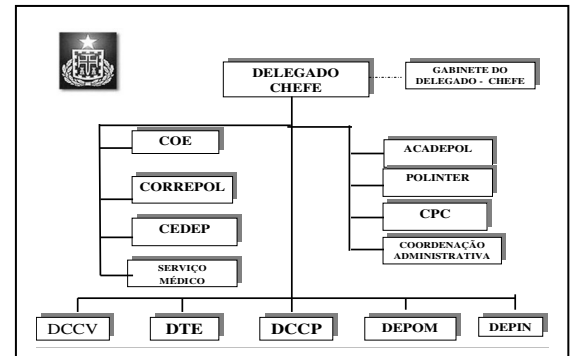 DELEGADO
CHEFE
GABINETE DO
DELEGADO - CHEFE
COE
CORREPOL
CEDEP
SERVIÇO
MÉDICO
ACADEPOL
POLINTER
CPC
COORDENAÇÃO
ADMINISTRATIVA
DCCV
DTE
DCCP
DEPOM
DEPIN